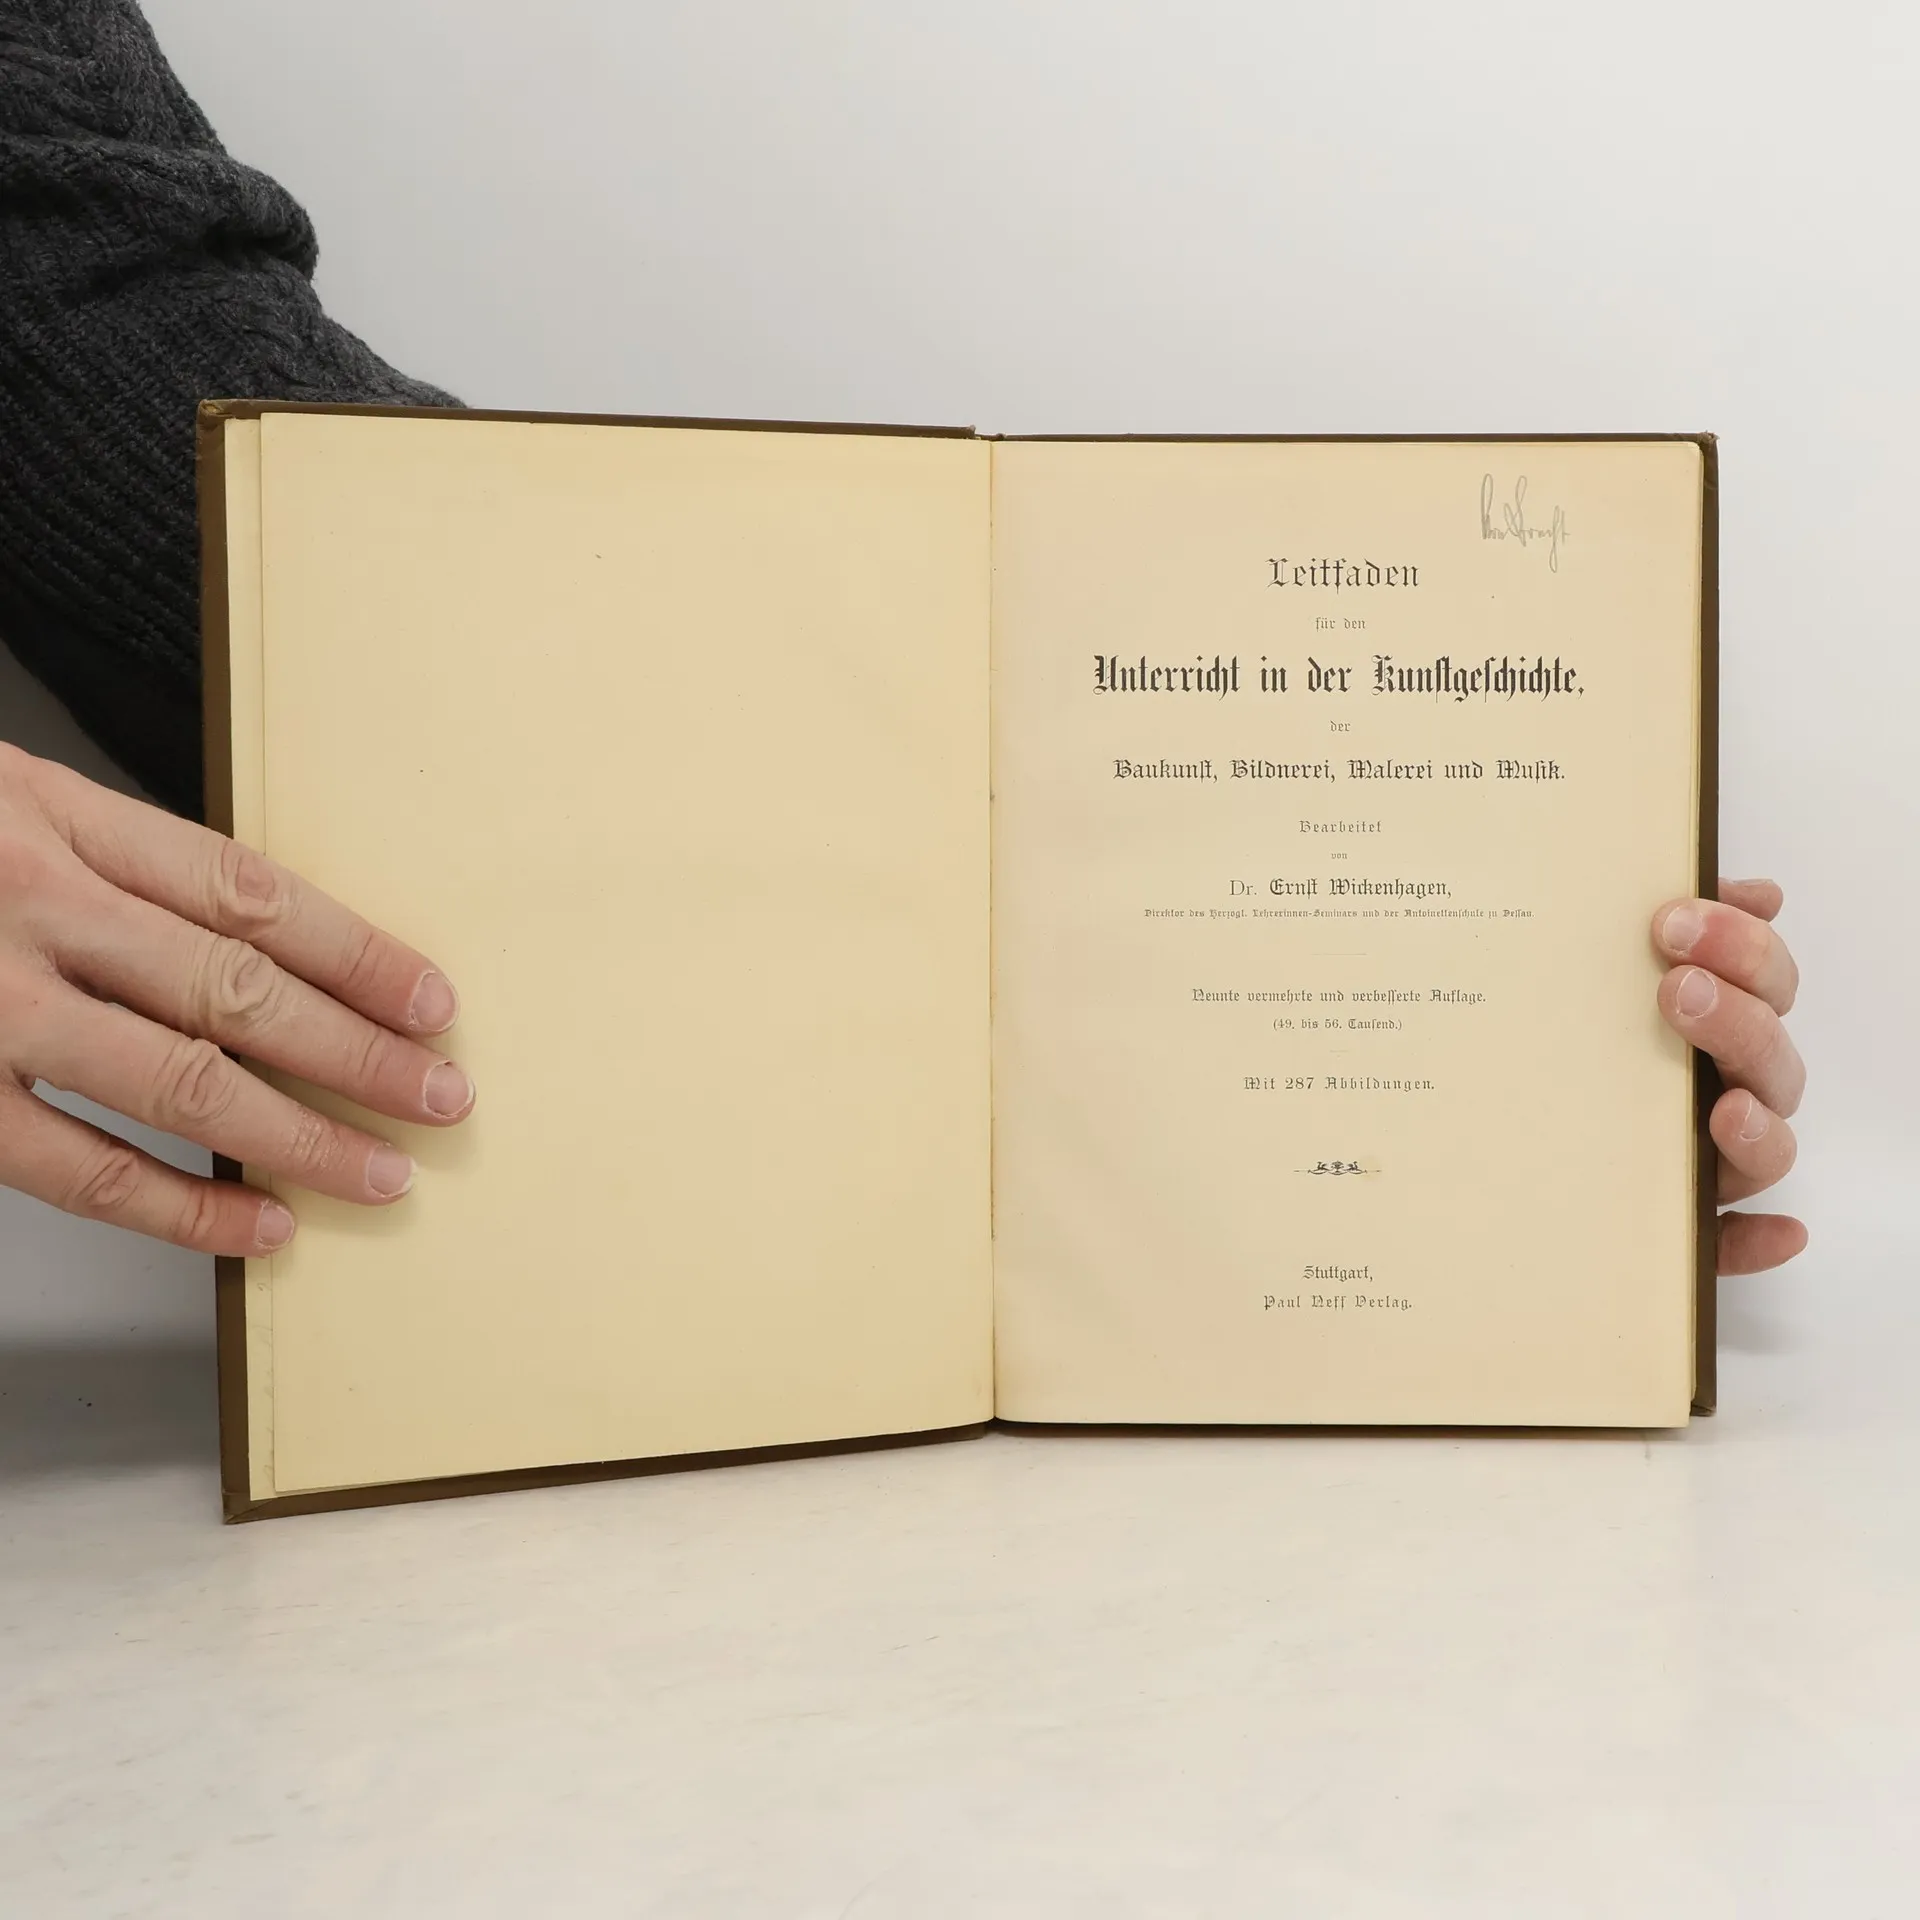 Leitfaden
für den
Unterricht in der Kunstgeschichte,
der
Baukunst, Bildnerei, Malerei und Musik.
Bearbeitet
von
Dr. Ernst Wickenhagen,
Direktor des Herzogl. Lehrerinnen-Seminars und der Antoinettenschule zu Dessau.
Neunte vermehrte und verbesserte Auflage.
(49. bis 56. Tausend.)
Mit 287 Abbildungen.
Stuttgart,
Paul Neff Verlag.